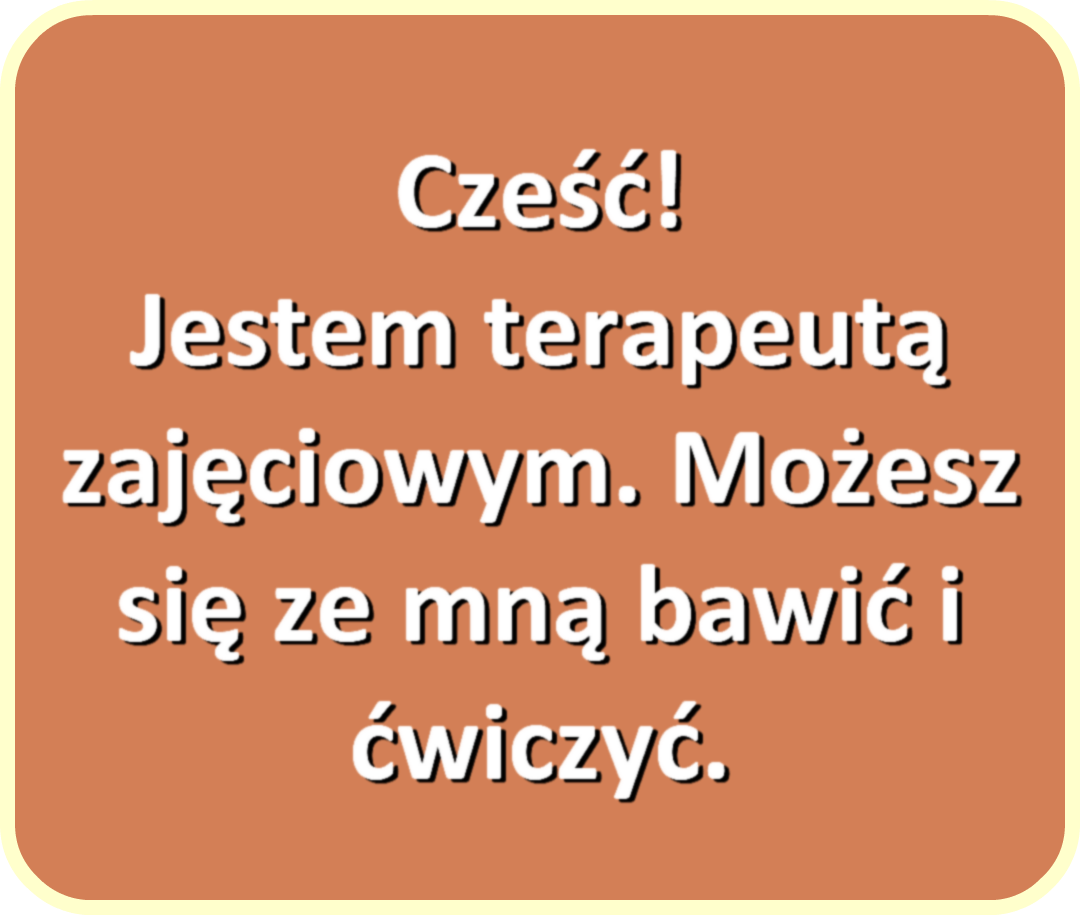 Cześć!
Jestem terapeutą
zajęciowym. Możesz
się ze mną bawić i
ćwiczyć.